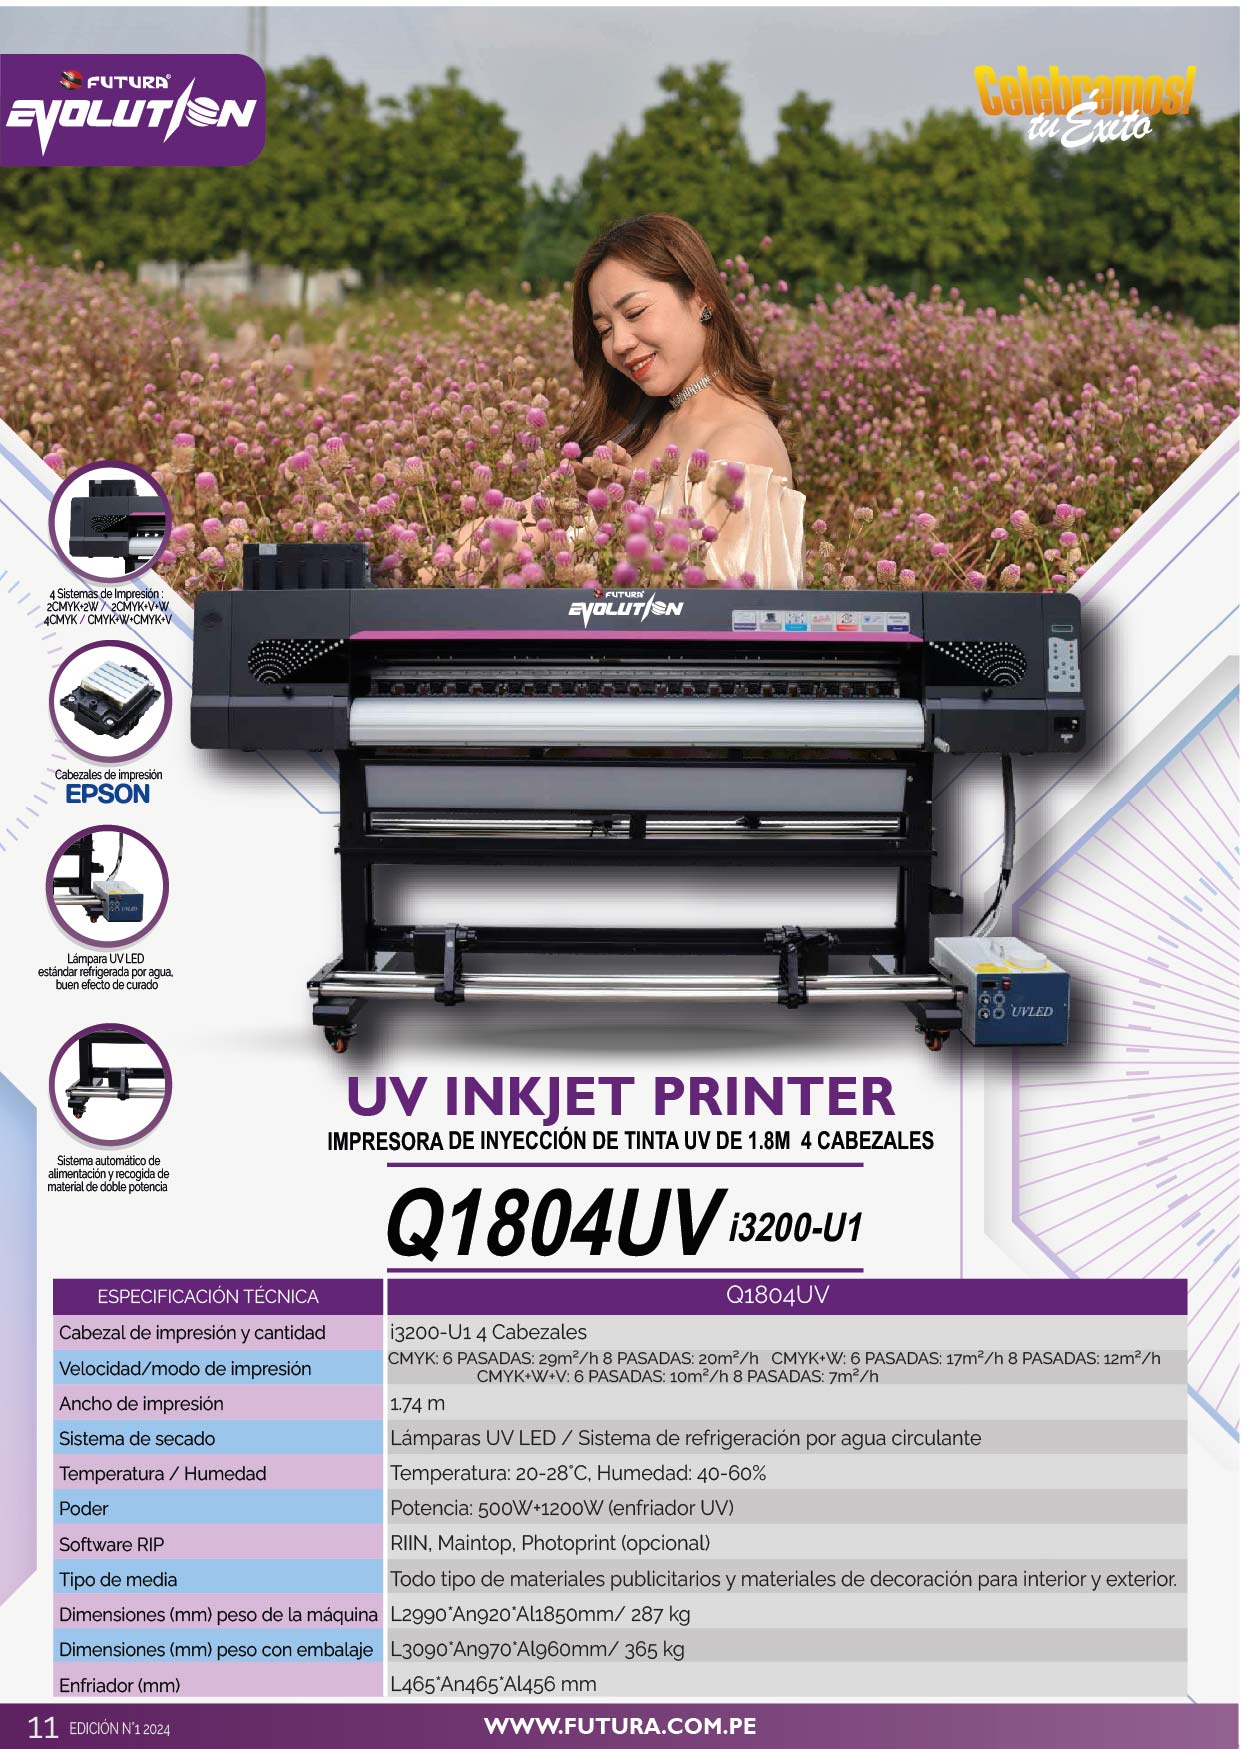 FUTURA®
EVOLUTION
Celebremos!
tu Éxito
4 Sistemas de Impresión :
2CMYK+2W / 2CMYK+V+W
4CMYK / CMYK+W+CMYK+V
FUTURA
EVOLUTION
Cabezales de impresión
EPSON
UVLED
Lámpara UV LED
estándar refrigerada por agua,
buen efecto de curado
UVLED
Sistema automático de
alimentación y recogida de
material de doble potencia
UV INKJET PRINTER
IMPRESORA DE INYECCIÓN DE TINTA UV DE 1.8M 4 CABEZALES
Q1804UV i3200-U1
ESPECIFICACIÓN TÉCNICA Q1804UV
Cabezal de impresión y cantidad i3200-U1 4 Cabezales
Velocidad/modo de impresión CMYK: 6 PASADAS: 29m²/h 8 PASADAS: 20m²/h CMYK+W: 6 PASADAS: 17m²/h 8 PASADAS: 12m²/h
CMYK+W+V: 6 PASADAS: 10m²/h 8 PASADAS: 7m²/h
Ancho de impresión 1.74 m
Sistema de secado Lámparas UV LED / Sistema de refrigeración por agua circulante
Temperatura / Humedad Temperatura: 20-28°C, Humedad: 40-60%
Poder Potencia: 500W+1200W (enfriador UV)
Software RIP RIIN, Maintop, Photoprint (opcional)
Tipo de media Todo tipo de materiales publicitarios y materiales de decoración para interior y exterior.
Dimensiones (mm) peso de la máquina L2990*An920*Al1850mm/ 287 kg
Dimensiones (mm) peso con embalaje L3090*An970*Al960mm/ 365 kg
Enfriador (mm) L465*An465*Al456 mm
11 EDICIÓN N°1 2024 WWW.FUTURA.COM.PE